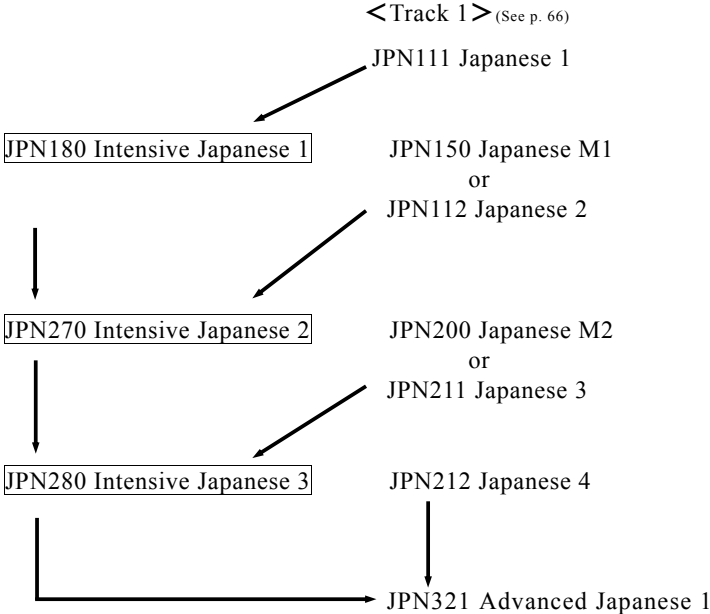 <Track 1> (See p. 66)
JPN111 Japanese 1
JPN180 Intensive Japanese 1
JPN150 Japanese M1
or
JPN112 Japanese 2
JPN270 Intensive Japanese 2
JPN200 Japanese M2
or
JPN211 Japanese 3
JPN280 Intensive Japanese 3
JPN212 Japanese 4
JPN321 Advanced Japanese 1